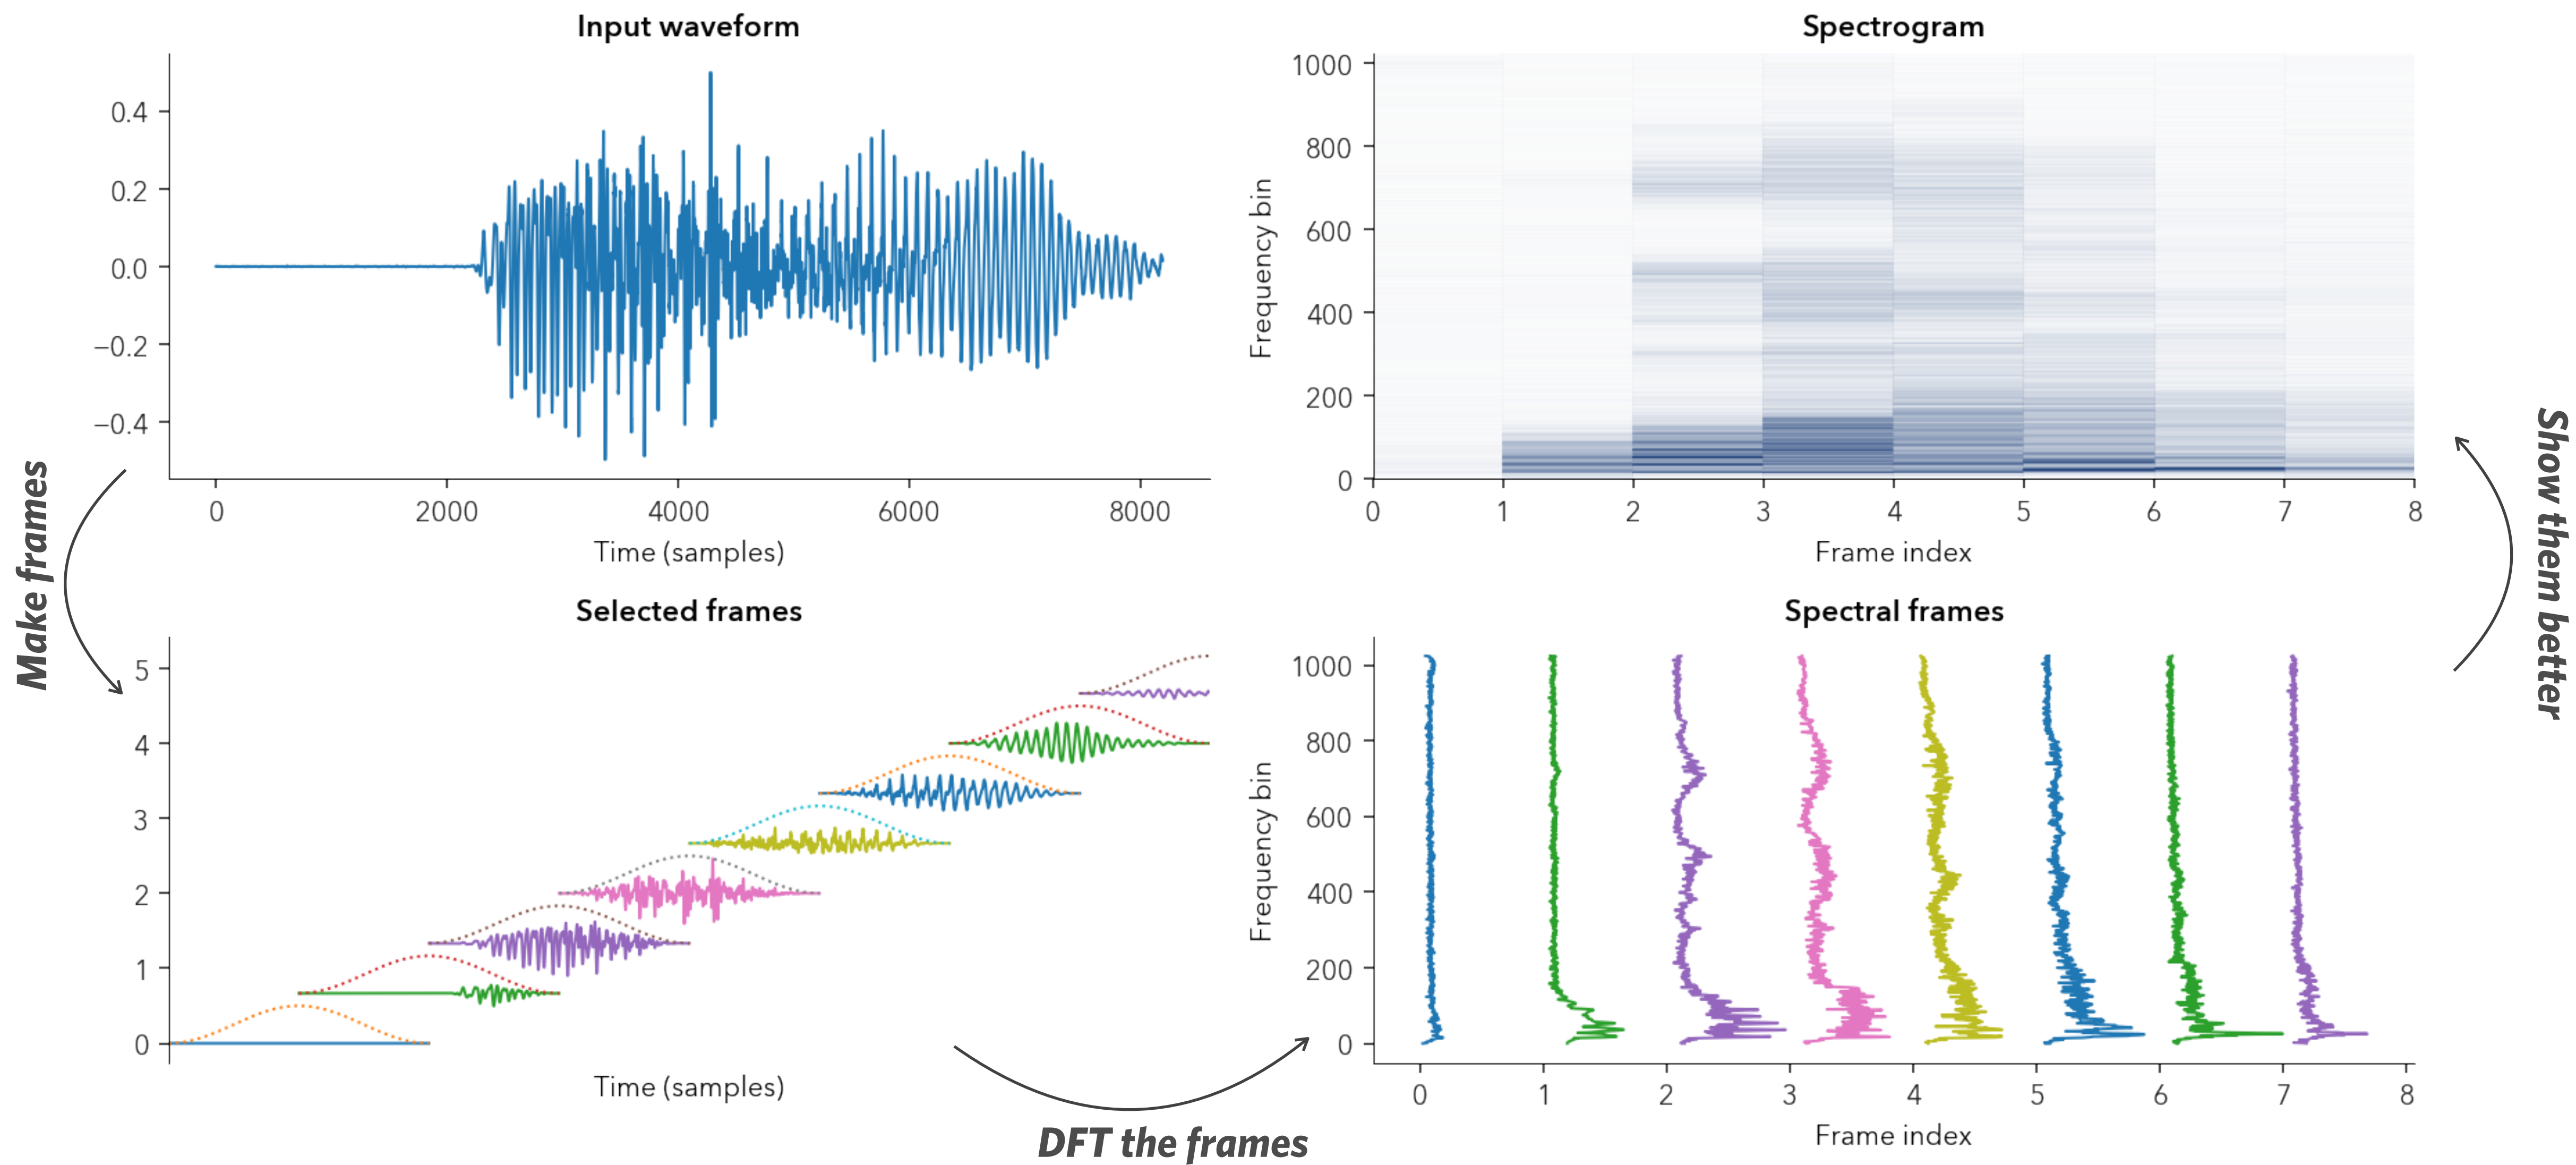 Input waveform
0.4
0.2
0.0
−0.2
−0.4
0 2000 4000 6000 8000
Time (samples)
Spectrogram
1000
800
600
400
200
0
Frequency bin
0 1 2 3 4 5 6 7 8
Frame index
Make frames
Show them better
Selected frames
5
4
3
2
1
0
Time (samples)
Spectral frames
1000
800
600
400
200
0
Frequency bin
0 1 2 3 4 5 6 7 8
Frame index
DFT the frames